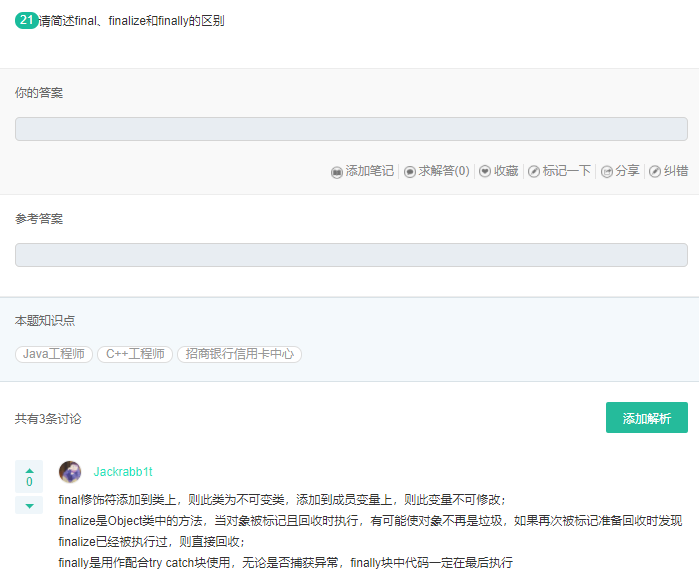 21 请简述final、finalize和finally的区别
你的答案
添加笔记 求解答(0) 收藏 标记一下 分享 纠错
参考答案
本题知识点
Java工程师 C++工程师 招商银行信用卡中心
共有3条讨论 添加解析
Jackrabb1t
0
final修饰符添加到类上，则此类为不可变类，添加到成员变量上，则此变量不可修改；
finalize是Object类中的方法，当对象被标记且回收时执行，有可能使对象不再是垃圾，如果再次被标记准备回收时发现
finalize已经被执行过，则直接回收；
finally是用作配合try catch块使用，无论是否捕获异常，finally块中代码一定在最后执行